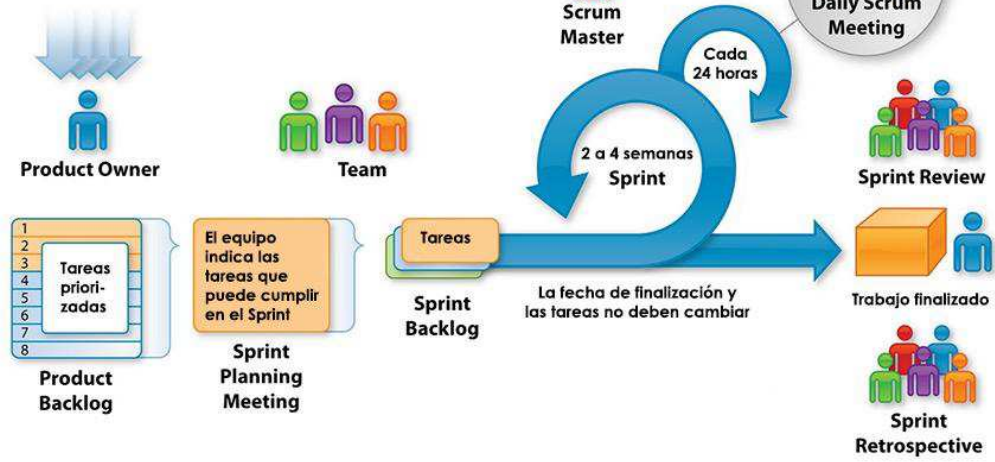 Scrum
Master
Daily Scrum
Meeting
Cada
24 horas
Product Owner
Team
2 a 4 semanas
Sprint
Sprint Review
1
2
3
4
5
6
7
8
Tareas
priori-
zadas
El equipo
indica las
tareas que
puede cumplir
en el Sprint
Tareas
Sprint
Backlog
La fecha de finalización y
las tareas no deben cambiar
Trabajo finalizado
Product
Backlog
Sprint
Planning
Meeting
Sprint
Retrospective